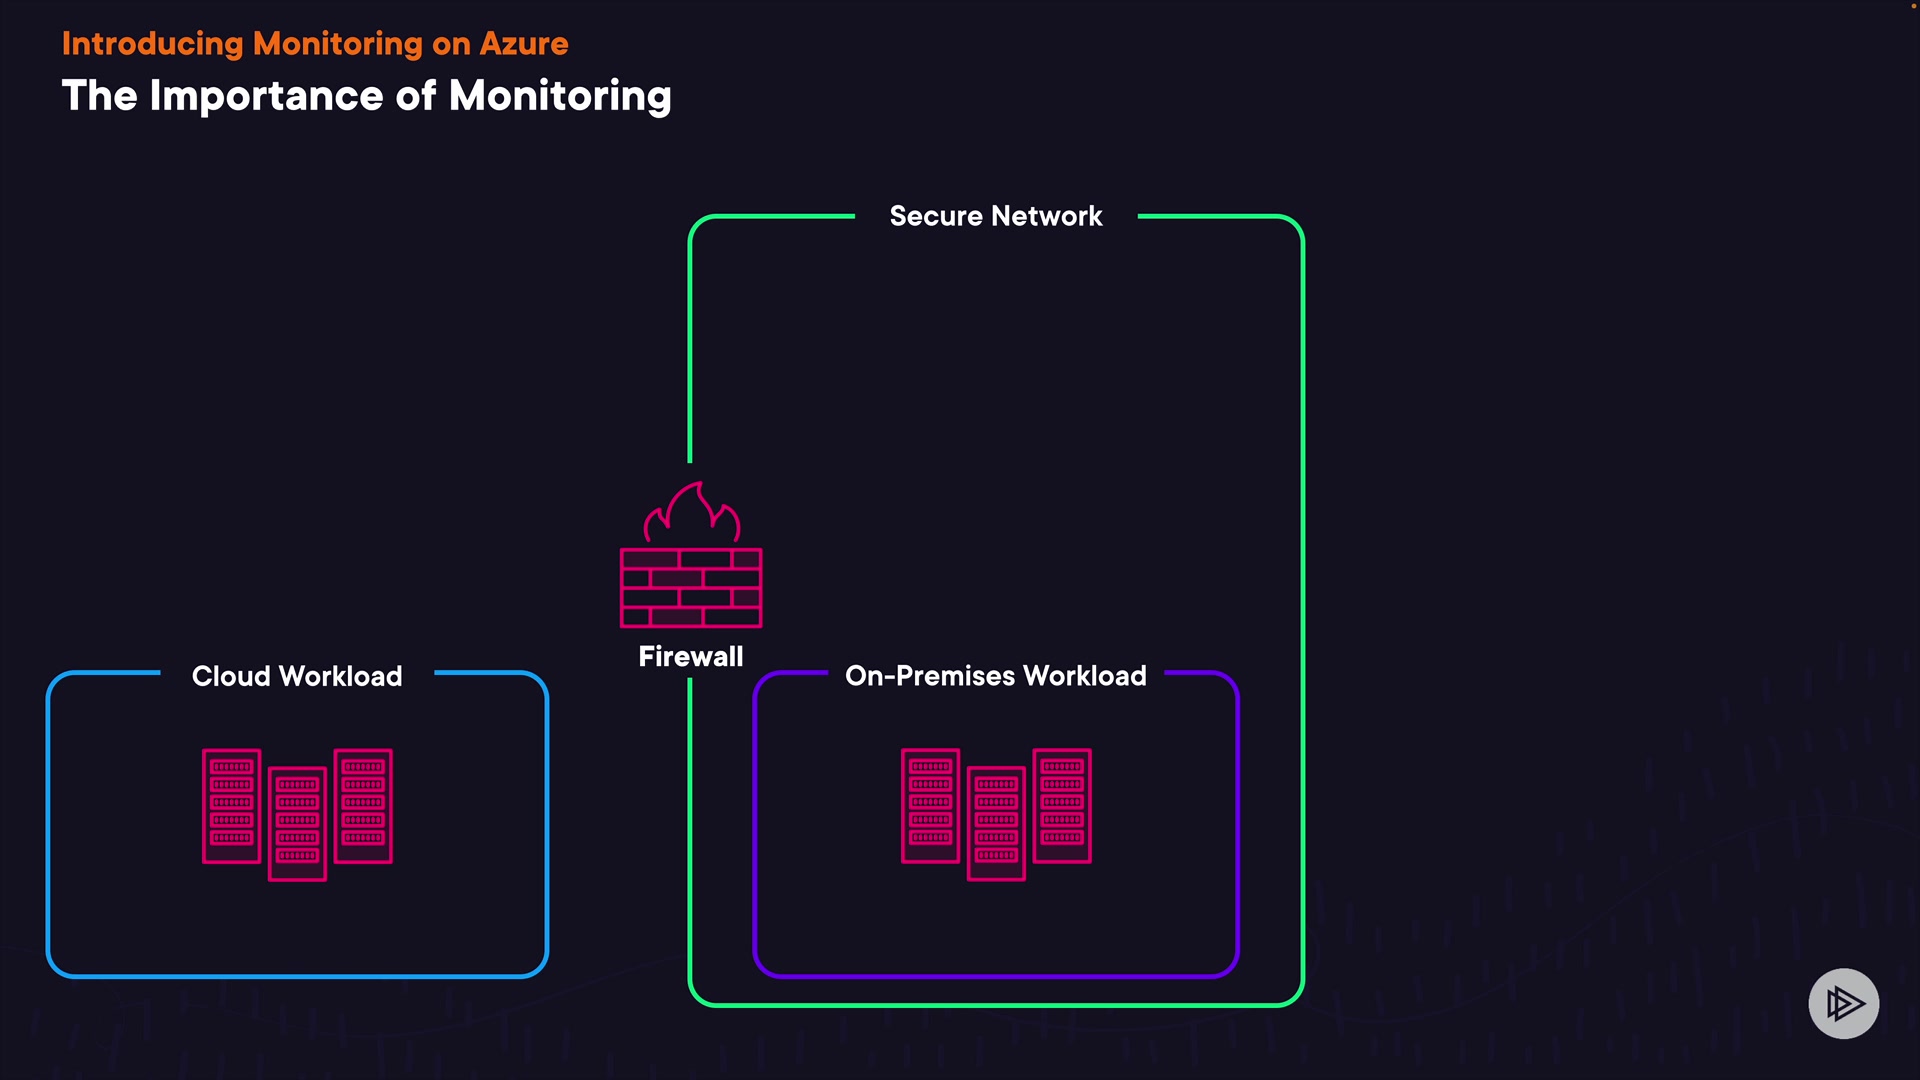 Introducing Monitoring on Azure
The Importance of Monitoring
Secure Network
Firewall
Cloud Workload
On-Premises Workload